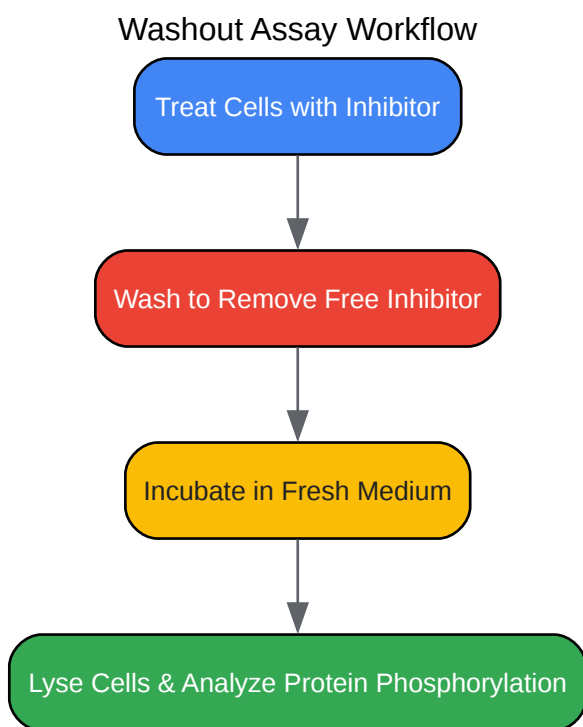 Washout Assay Workflow
Treat Cells with Inhibitor
Wash to Remove Free Inhibitor
Incubate in Fresh Medium
Lyse Cells & Analyze Protein Phosphorylation